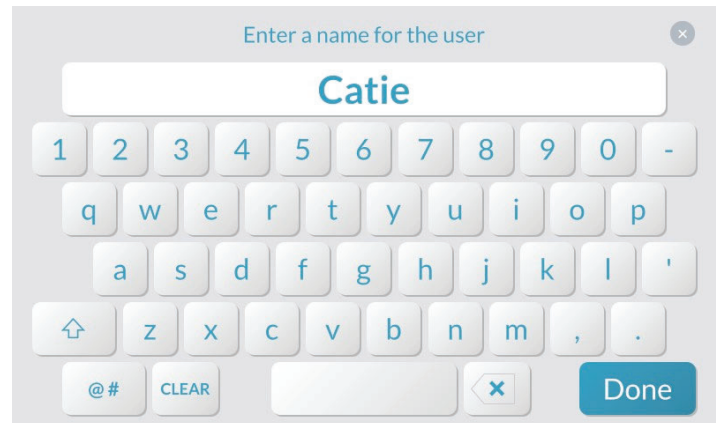 Enter a name for the user
Catie
1 2 3 4 5 6 7 8 9 0 -
q w e r t y u i o p
a s d f g h j k l '
z x c v b n m , .
@# CLEAR Done